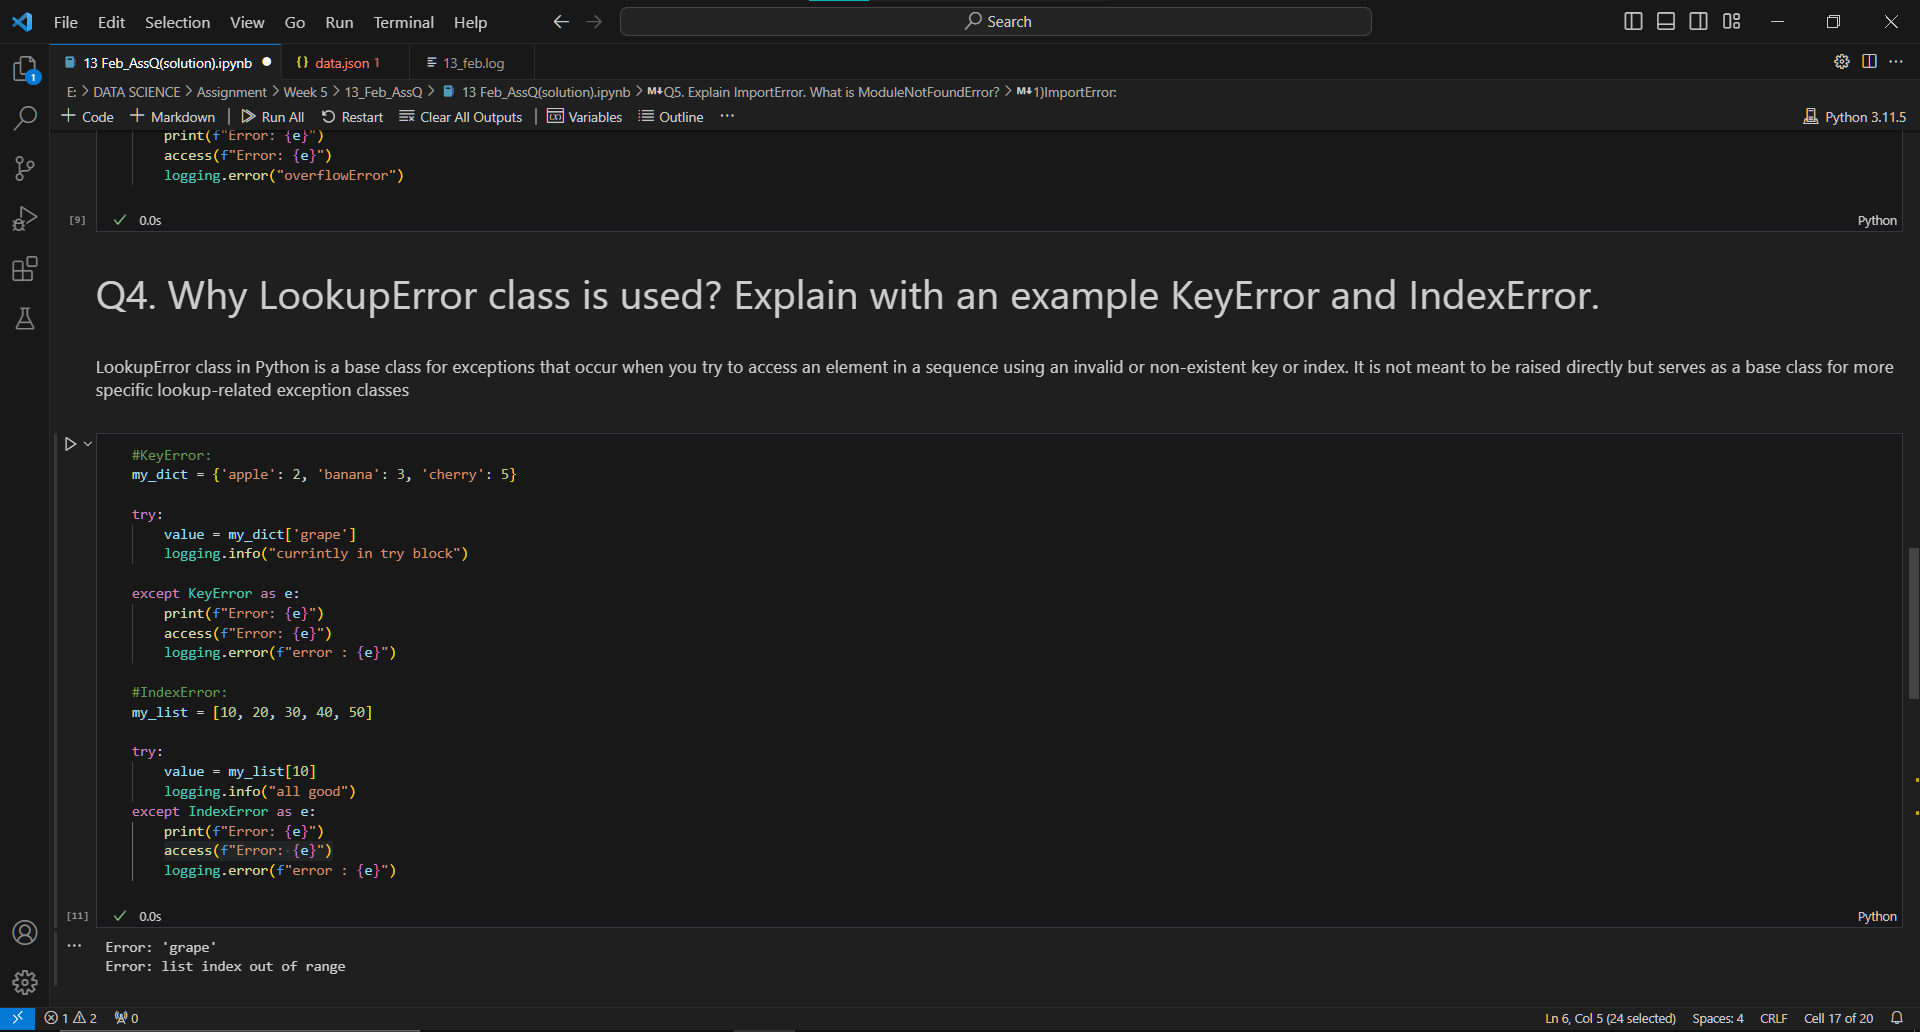 File Edit Selection View Go Run Terminal Help Search
13 Feb_AssQ(solution).ipynb data.json 1 13_feb.log
E: > DATA SCIENCE > Assignment > Week 5 > 13_Feb_AssQ > 13 Feb_AssQ(solution).ipynb > M↓Q5. Explain ImportError. What is ModuleNotFoundError? > M↓1)ImportError:
+ Code + Markdown | Run All Restart Clear All Outputs | Variables Outline ... Python 3.11.5
print(f"Error: {e}")
access(f"Error: {e}")
logging.error("overflowError")
[9] ✓ 0.0s Python
Q4. Why LookupError class is used? Explain with an example KeyError and IndexError.
LookupError class in Python is a base class for exceptions that occur when you try to access an element in a sequence using an invalid or non-existent key or index. It is not meant to be raised directly but serves as a base class for more
specific lookup-related exception classes
#KeyError:
my_dict = {'apple': 2, 'banana': 3, 'cherry': 5}
try:
value = my_dict['grape']
logging.info("currintly in try block")
except KeyError as e:
print(f"Error: {e}")
access(f"Error: {e}")
logging.error(f"error : {e}")
#IndexError:
my_list = [10, 20, 30, 40, 50]
try:
value = my_list[10]
logging.info("all good")
except IndexError as e:
print(f"Error: {e}")
access(f"Error: {e}")
logging.error(f"error : {e}")
[11] ✓ 0.0s Python
... Error: 'grape'
Error: list index out of range
1 2 0 Ln 6, Col 5 (24 selected) Spaces: 4 CRLF Cell 17 of 20